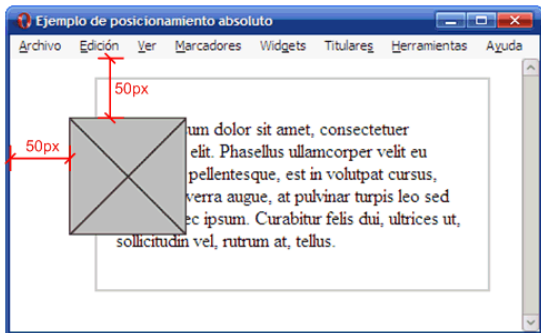 Ejemplo de posicionamiento absoluto
Archivo Edición Ver Marcadores Widgets Titulares Herramientas Ayuda
50px
50px
um dolor sit amet, consectetuer
elit. Phasellus ullamcorper velit eu
pellentesque, est in volutpat cursus,
verra augue, at pulvinar turpis leo sed
ec ipsum. Curabitur felis dui, ultrices ut,
sollicitudin vel, rutrum at, tellus.